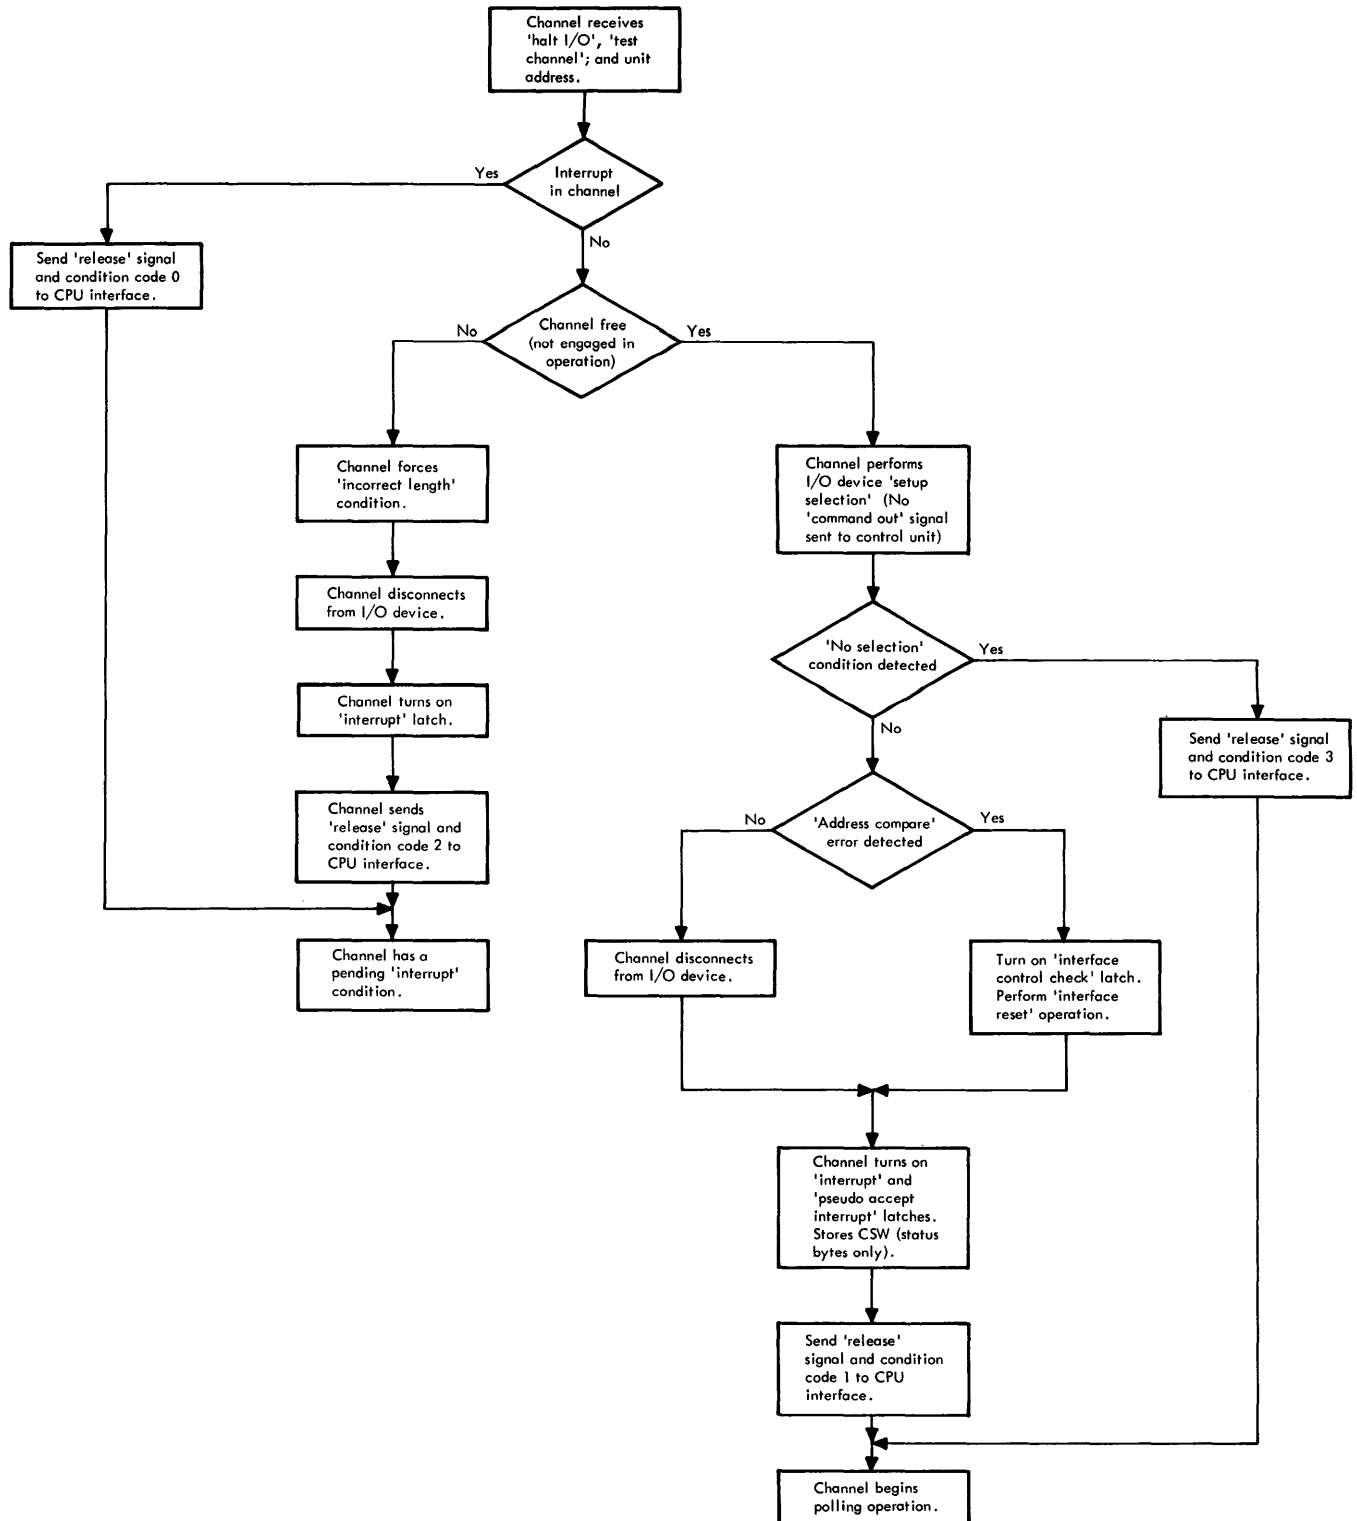 Channel receives
'halt I/O', 'test
channel'; and unit
address.
Yes
Interrupt
in channel
No
Send 'release' signal
and condition code 0
to CPU interface.
No
Channel free
(not engaged in
operation)
Yes
Channel forces
'incorrect length'
condition.
Channel performs
I/O device 'setup
selection' (No
'command out' signal
sent to control unit)
Channel disconnects
from I/O device.
'No selection'
condition detected
Yes
No
Channel turns on
'interrupt' latch.
Send 'release' signal
and condition code 3
to CPU interface.
Channel sends
'release' signal and
condition code 2 to
CPU interface.
No
'Address compare'
error detected
Yes
Channel has a
pending 'interrupt'
condition.
Channel disconnects
from I/O device.
Turn on 'interface
control check' latch.
Perform 'interface
reset' operation.
Channel turns on
'interrupt' and
'pseudo accept
interrupt' latches.
Stores CSW (status
bytes only).
Send 'release'
signal and condition
code 1 to CPU
interface.
Channel begins
polling operation.